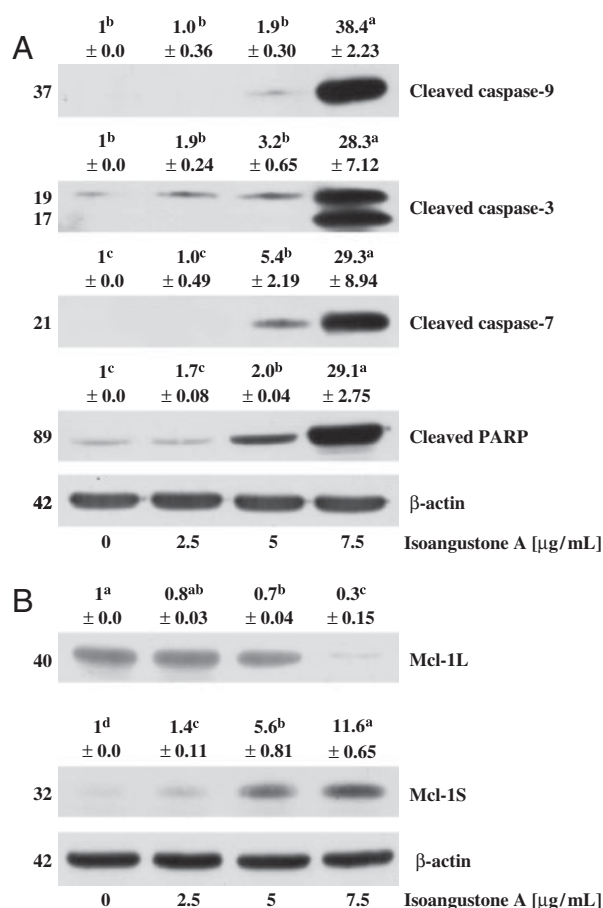 A
1ᵇ 1.0ᵇ 1.9ᵇ 38.4ᵃ
± 0.0 ± 0.36 ± 0.30 ± 2.23
37 Cleaved caspase-9
1ᵇ 1.9ᵇ 3.2ᵇ 28.3ᵃ
± 0.0 ± 0.24 ± 0.65 ± 7.12
19
17
Cleaved caspase-3
1ᶜ 1.0ᶜ 5.4ᵇ 29.3ᵃ
± 0.0 ± 0.49 ± 2.19 ± 8.94
21 Cleaved caspase-7
1ᶜ 1.7ᶜ 2.0ᵇ 29.1ᵃ
± 0.0 ± 0.08 ± 0.04 ± 2.75
89 Cleaved PARP
42 β-actin
0 2.5 5 7.5 Isoangustone A [μg/mL]
B
1ᵃ 0.8ᵃᵇ 0.7ᵇ 0.3ᶜ
± 0.0 ± 0.03 ± 0.04 ± 0.15
40 Mcl-1L
1ᵈ 1.4ᶜ 5.6ᵇ 11.6ᵃ
± 0.0 ± 0.11 ± 0.81 ± 0.65
32 Mcl-1S
42 β-actin
0 2.5 5 7.5 Isoangustone A [μg/mL]